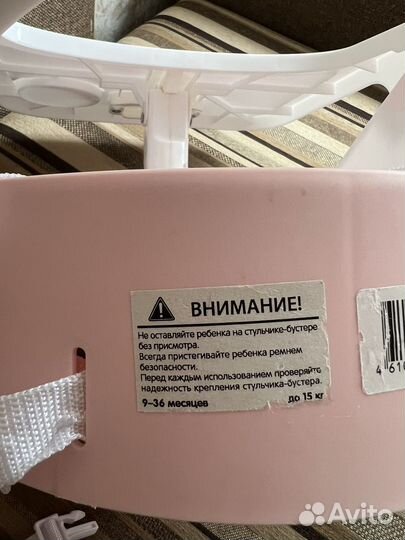 ВНИМАНИЕ!
Не оставляйте ребенка на стульчике-бустере
без присмотра.
Всегда пристегивайте ребенка ремнем
безопасности.
Перед каждым использованием проверяйте
надежность крепления стульчика-бустера.
9–36 месяцев до 15 кг
Avito